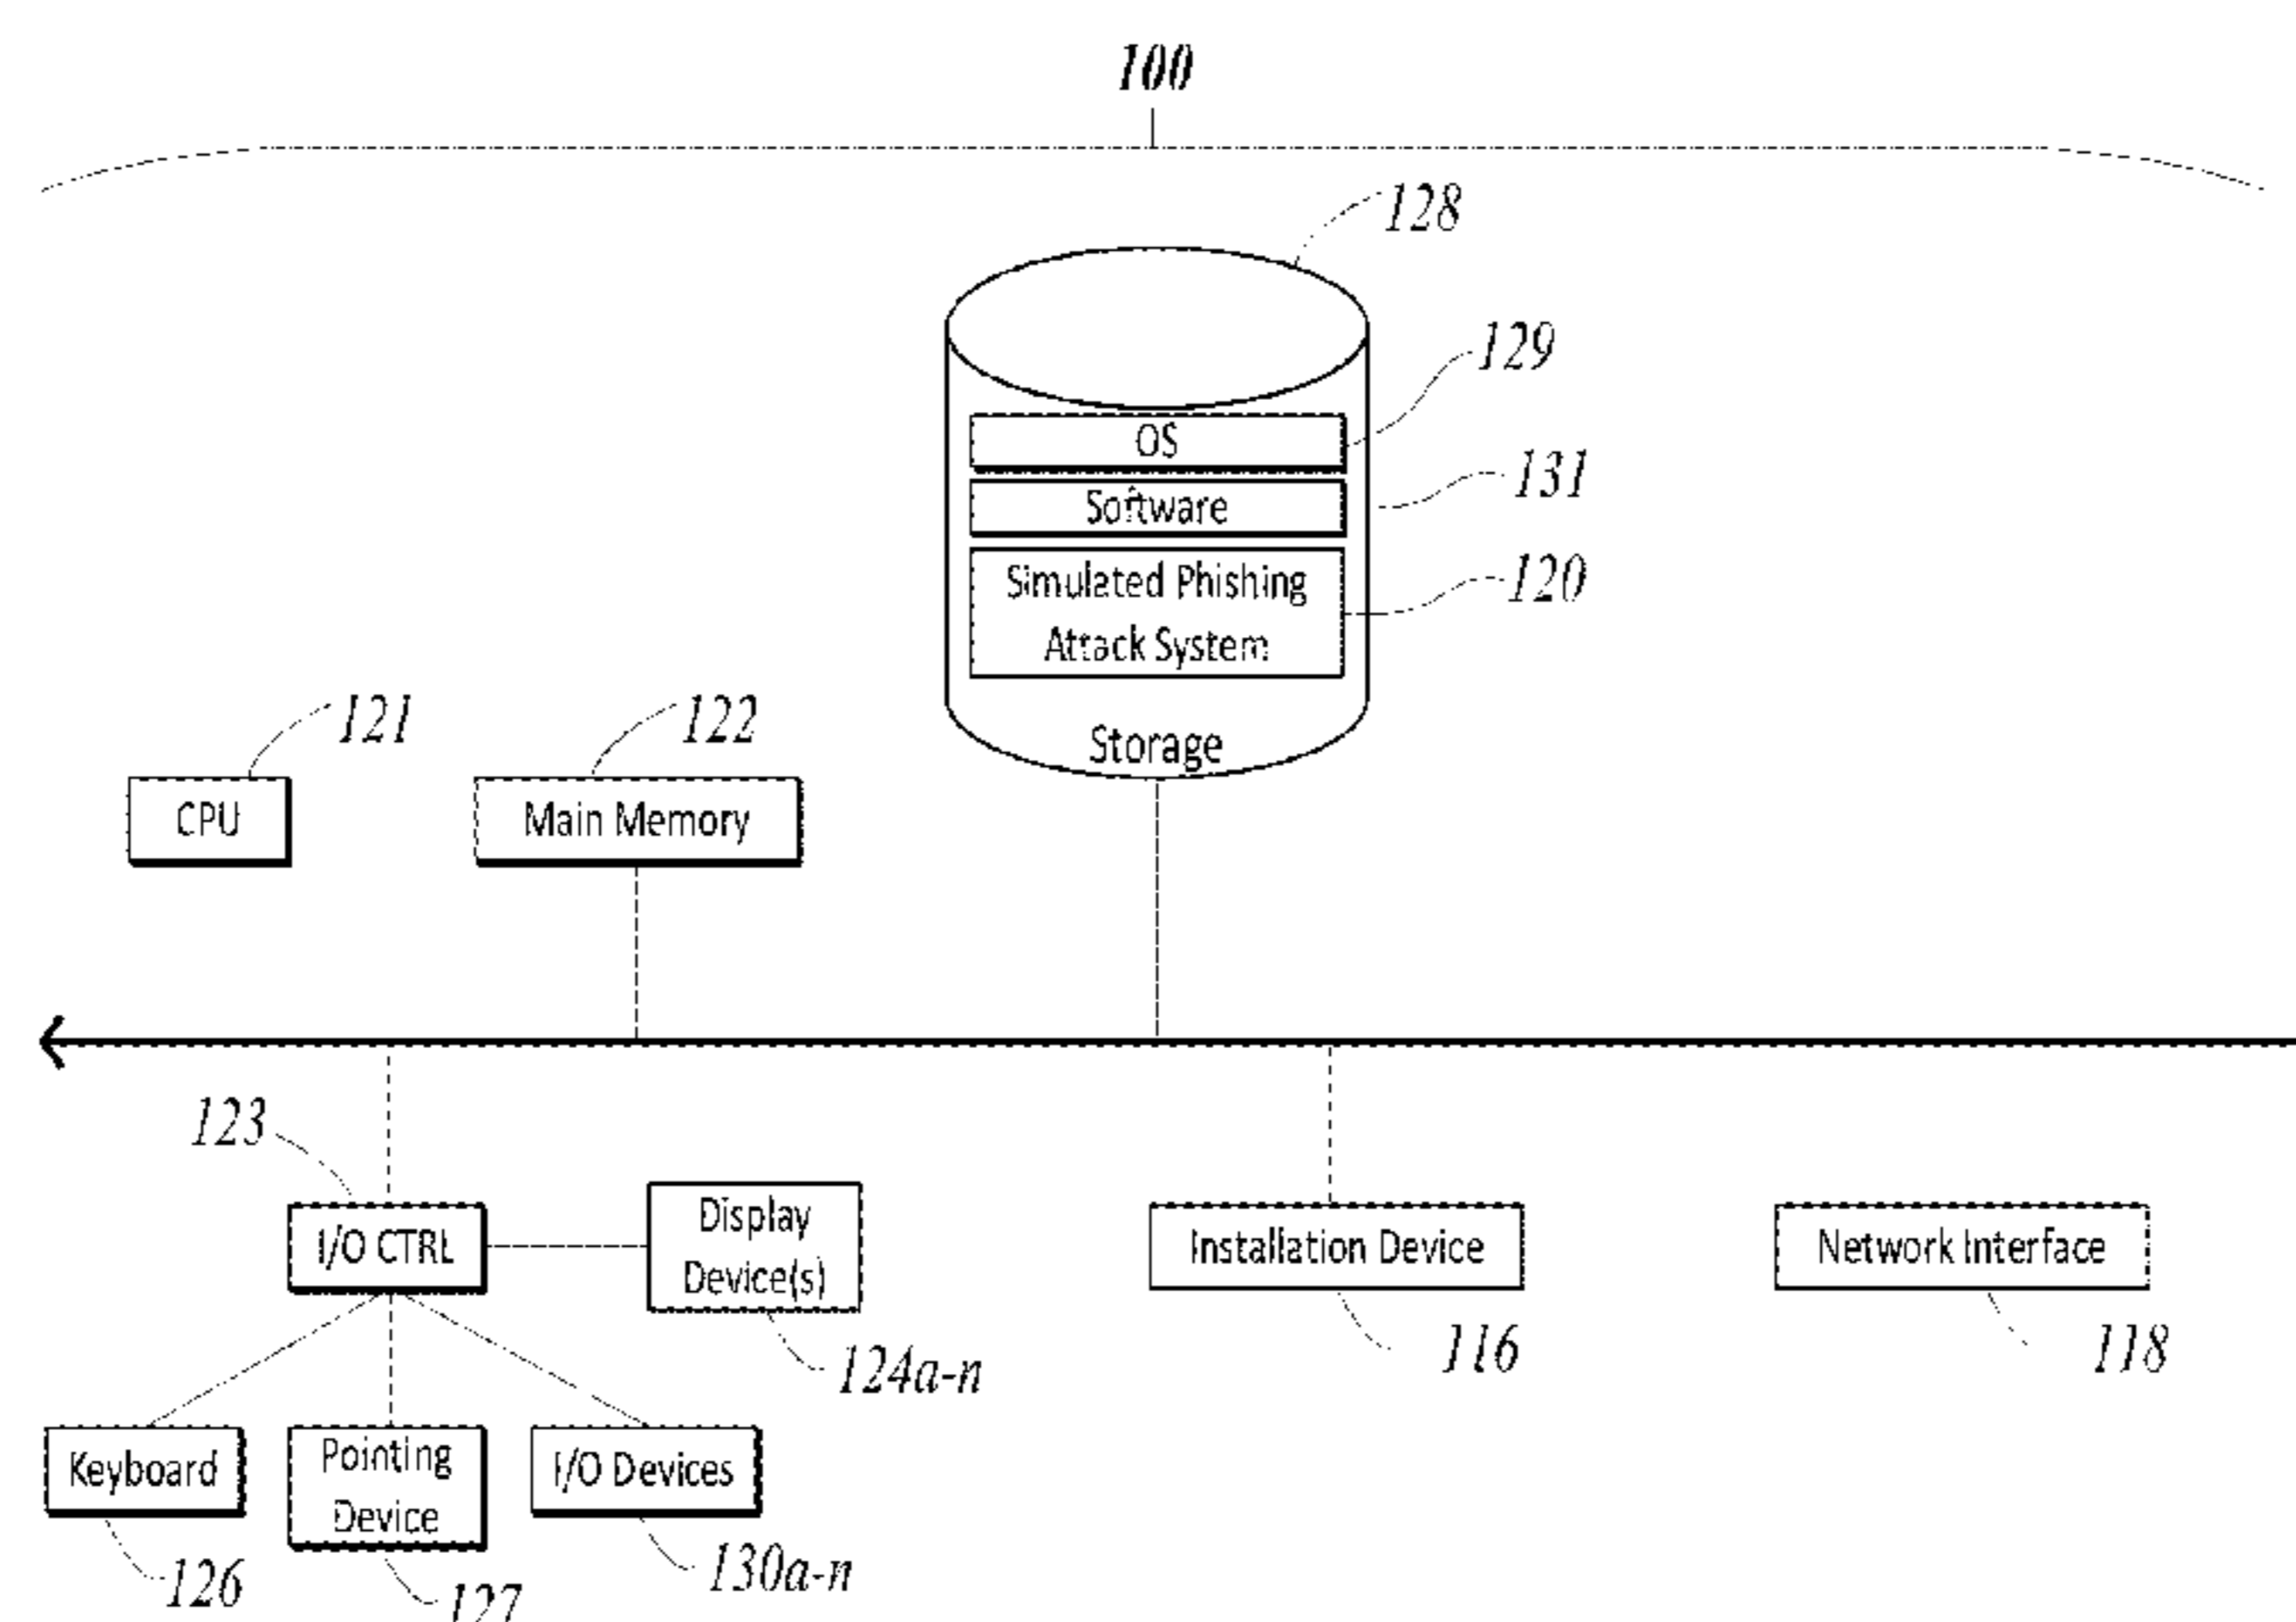 100
128
129
OS
131
Software
120
Simulated Phishing
Attack System
121
122
Storage
CPU
Main Memory
123
Display
Device(s)
I/O CTRL
Installation Device
Network Interface
124a-n
116
118
Keyboard
Pointing
Device
I/O Devices
126
127
130a-n